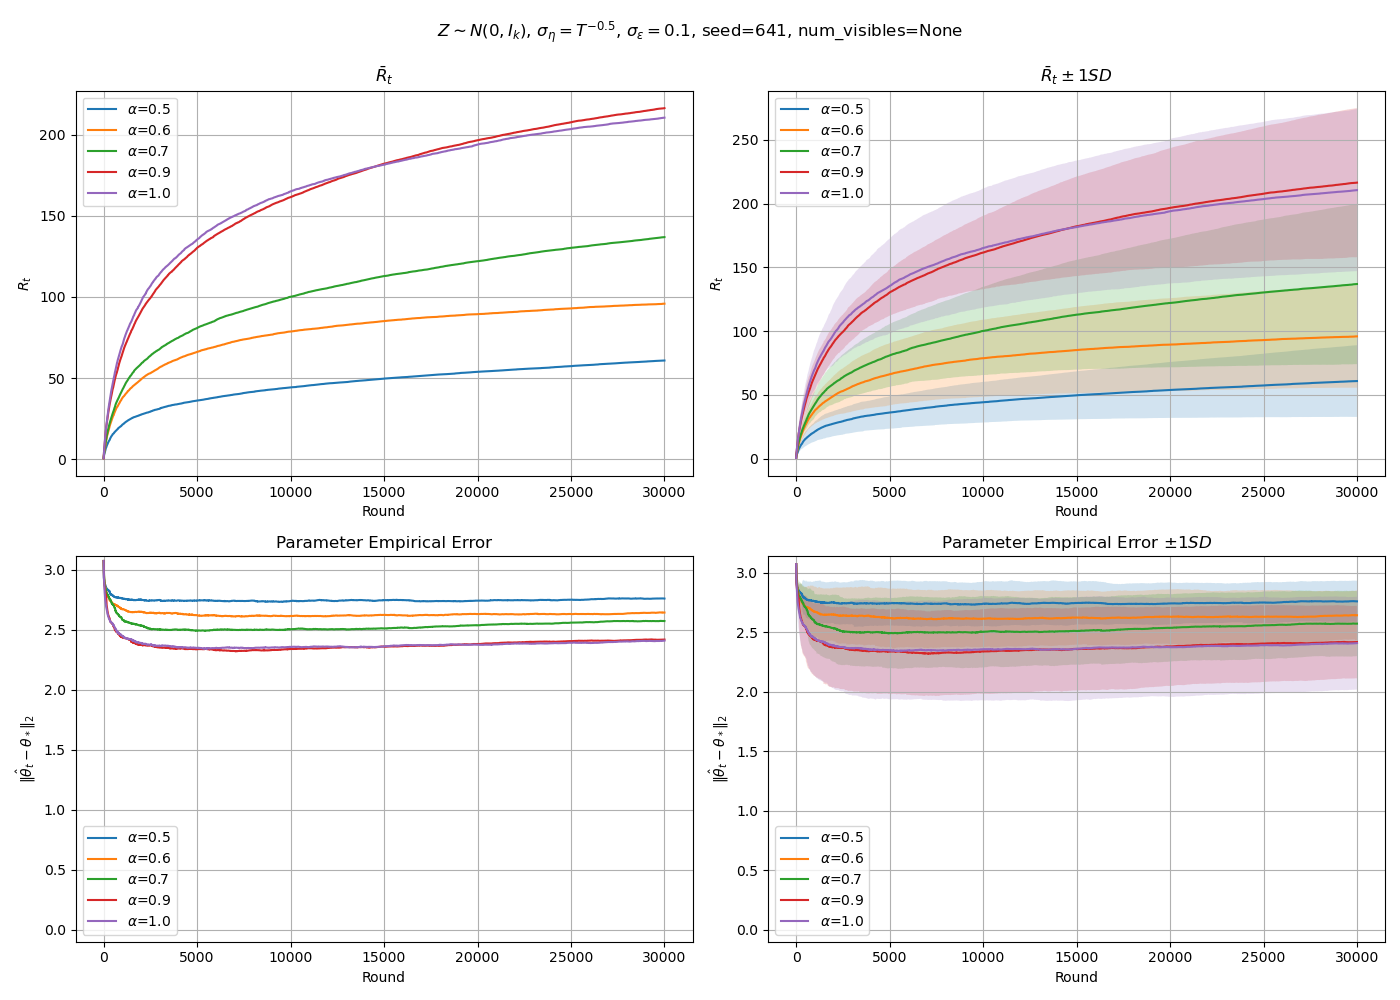 Z ~ N(0, I_k), σ_η = T^{-0.5}, σ_ε = 0.1, seed=641, num_visibles=None
R̄_t
R_t
200
150
100
50
0
α=0.5
α=0.6
α=0.7
α=0.9
α=1.0
0 5000 10000 15000 20000 25000 30000
Round
R̄_t ± 1SD
R_t
250
200
150
100
50
0
α=0.5
α=0.6
α=0.7
α=0.9
α=1.0
0 5000 10000 15000 20000 25000 30000
Round
Parameter Empirical Error
‖θ̂_t − θ_*‖_2
3.0
2.5
2.0
1.5
1.0
0.5
0.0
α=0.5
α=0.6
α=0.7
α=0.9
α=1.0
0 5000 10000 15000 20000 25000 30000
Round
Parameter Empirical Error ±1SD
‖θ̂_t − θ_*‖_2
3.0
2.5
2.0
1.5
1.0
0.5
0.0
α=0.5
α=0.6
α=0.7
α=0.9
α=1.0
0 5000 10000 15000 20000 25000 30000
Round